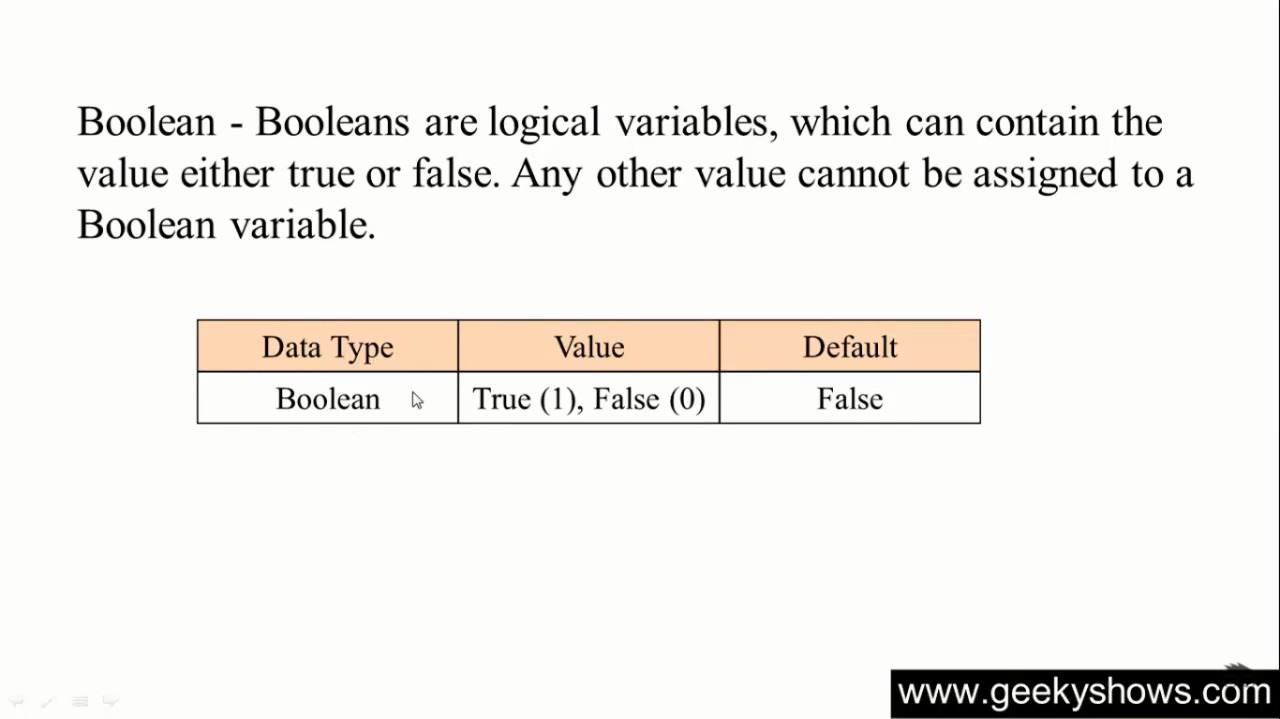 Boolean - Booleans are logical variables, which can contain the
value either true or false. Any other value cannot be assigned to a
Boolean variable.
Data Type Value Default
Boolean True (1), False (0) False
www.geekyshows.com